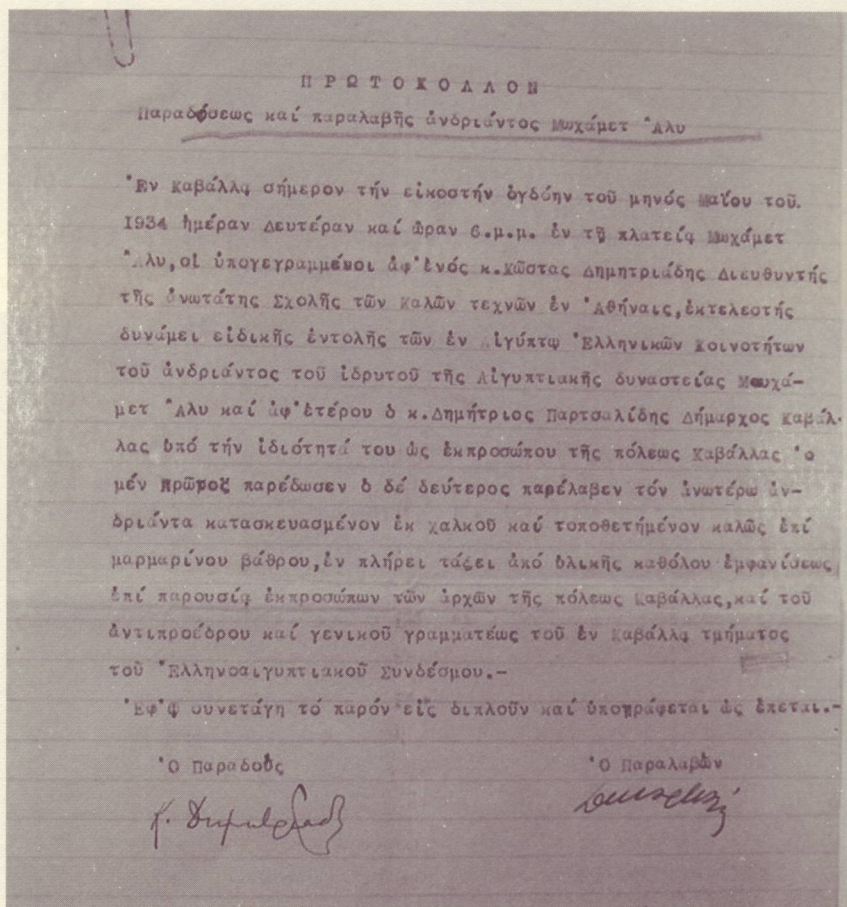 ΠΡΩΤΟΚΟΛΛΟΝ
Παραδόσεως καί παραλαβῆς ἀνδριάντος Μωχάμετ Ἄλυ
Ἐν Καβάλλᾳ σήμερον τήν εἰκοστήν ὀγδόην τοῦ μηνός Μαΐου τοῦ.
1934 ἡμέραν Δευτέραν καί ὥραν 6.μ.μ. ἐν τῇ πλατείᾳ Μωχάμετ
Ἄλυ,οἱ ὑπογεγραμμένοι ἀφ'ἑνός κ.Κώστας Δημητριάδης Διευθυντής
τῆς ἀνωτάτης Σχολῆς τῶν Καλῶν τεχνῶν ἐν Ἀθήναις,ἐκτελεστής
δυνάμει εἰδικῆς ἐντολῆς τῶν ἐν Αἰγύπτῳ Ἑλληνικῶν Κοινοτήτων
τοῦ ἀνδριάντος τοῦ ἱδρυτοῦ τῆς Αἰγυπτιακῆς δυναστείας Μωχά-
μετ Ἄλυ καί ἀφ'ἑτέρου ὁ κ.Δημήτριος Παρτσαλίδης Δήμαρχος Καβάλ-
λας ὑπό τήν ἰδιότητά του ὡς ἐκπροσώπου τῆς πόλεως Καβάλλας Ὁ
μέν πρῶτος παρέδωσεν ὁ δέ δεύτερος παρέλαβεν τόν ἀνωτέρω ἀν-
δριάντα κατασκευασμένον ἐκ χαλκοῦ καί τοποθετήμένον καλῶς ἐπί
μαρμαρίνου βάθρου,ἐν πλήρει τάξει ἀπό ὑλικῆς καθόλου ἐμφανίσεως
ἐπί παρουσίᾳ ἐκπροσώπων τῶν ἀρχῶν τῆς πόλεως Καβάλλας,καί τοῦ
ἀντιπροέδρου καί γενικοῦ γραμματέως τοῦ ἐν Καβάλλᾳ τμήματος
τοῦ Ἑλληνοαιγυπτιακοῦ Συνδέσμου.-
Ἐφ'ᾧ συνετάγη τό παρόν εἰς διπλοῦν καί ὑπογράφεται ὡς ἕπεται.-
Ὁ Παραδούς Ὁ Παραλαβών